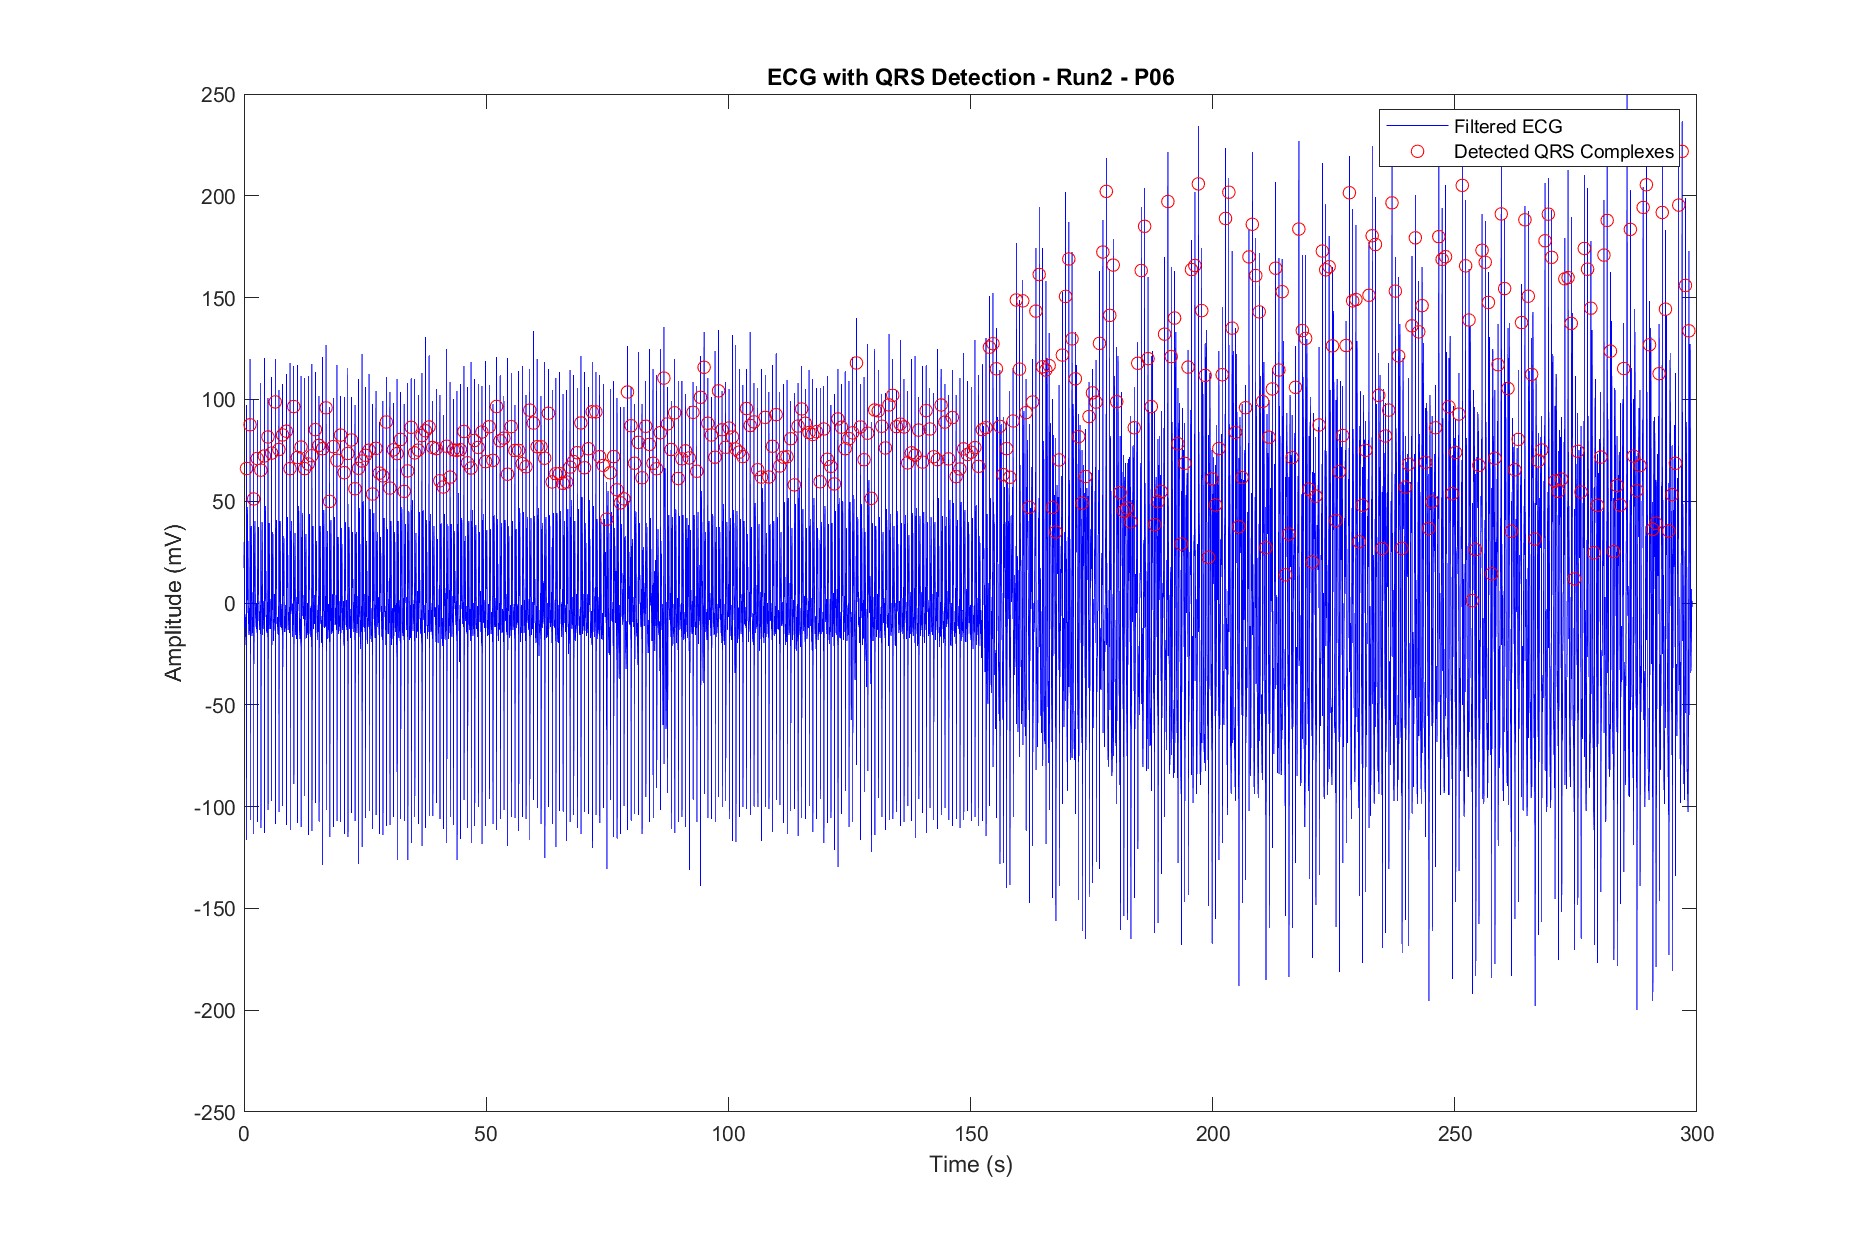 ECG with QRS Detection - Run2 - P06
250
200
150
100
50
0
-50
-100
-150
-200
-250
Amplitude (mV)
Filtered ECG
Detected QRS Complexes
0 50 100 150 200 250 300
Time (s)